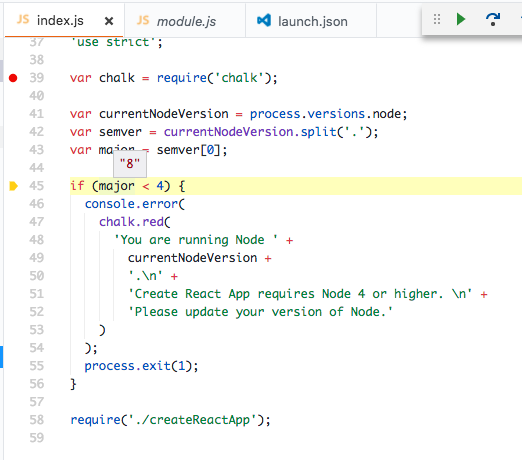 JS index.js × JS module.js launch.json
37 'use strict';
38
39 var chalk = require('chalk');
40
41 var currentNodeVersion = process.versions.node;
42 var semver = currentNodeVersion.split('.');
43 var major = semver[0];
44 "8"
45 if (major < 4) {
46 console.error(
47 chalk.red(
48 'You are running Node ' +
49 currentNodeVersion +
50 '.\n' +
51 'Create React App requires Node 4 or higher. \n' +
52 'Please update your version of Node.'
53 )
54 );
55 process.exit(1);
56 }
57
58 require('./createReactApp');
59